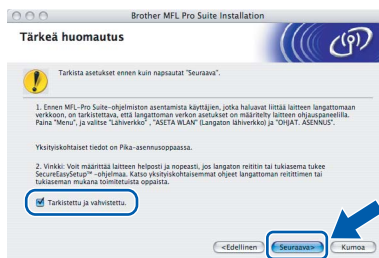 Brother MFL Pro Suite Installation
Tärkeä huomautus
Tarkista asetukset ennen kuin napsautat "Seuraava".
1. Ennen MFL-Pro Suite-ohjelmiston asentamista käyttäjien, jotka haluavat liittää laitteen langattomaan
verkkoon, on tarkistettava, että langattoman verkon asetukset on määritelty laitteen ohjauspaneelilla.
Paina "Menu", ja valitse "Lähiverkko" , "ASETA WLAN" (Langaton lähiverkko) ja "OHJAT. ASENNUS".
Yksityiskohtaiset tiedot on Pika-asennusoppaassa.
2. Vinkki: Voit määrittää laitteen helposti ja nopeasti, jos langaton reititin tai tukiasema tukee
SecureEasySetup™ -ohjelmaa. Katso yksityiskohtaisemmat ohjeet langattoman reitittimen tai
tukiaseman mukana toimitetuista oppaista.
Tarkistettu ja vahvistettu.
<Edellinen
Seuraava>
Kumoa